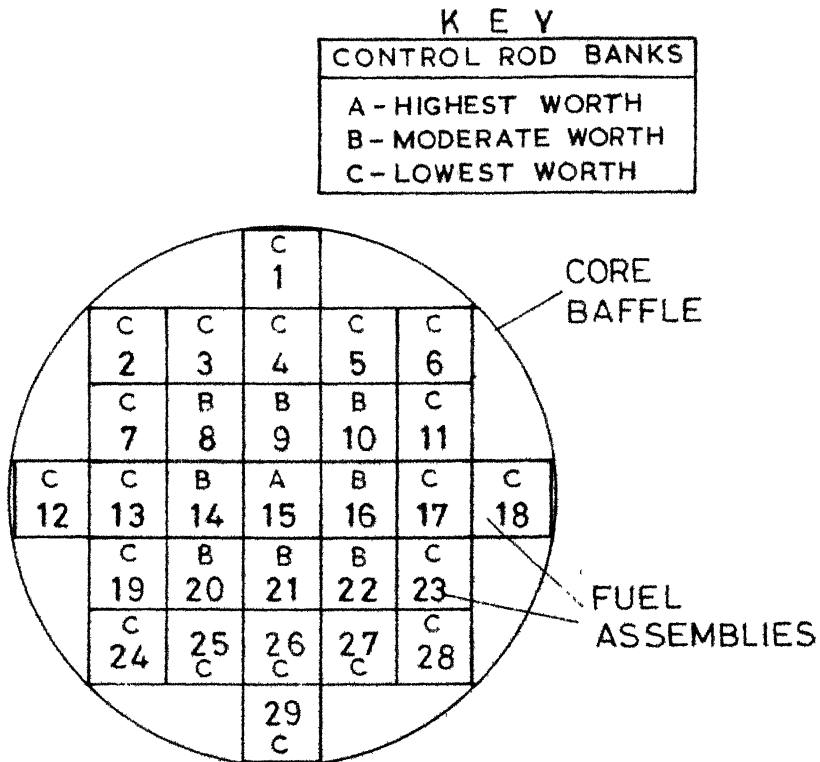 K E Y
CONTROL ROD BANKS
A - HIGHEST WORTH
B - MODERATE WORTH
C - LOWEST WORTH
C
1
CORE
BAFFLE
C C C C C
2 3 4 5 6
C B B B C
7 8 9 10 11
C C B A B C C
12 13 14 15 16 17 18
C B B B C
19 20 21 22 23
FUEL
ASSEMBLIES
C 25 26 27 C
24 C C C 28
29
C